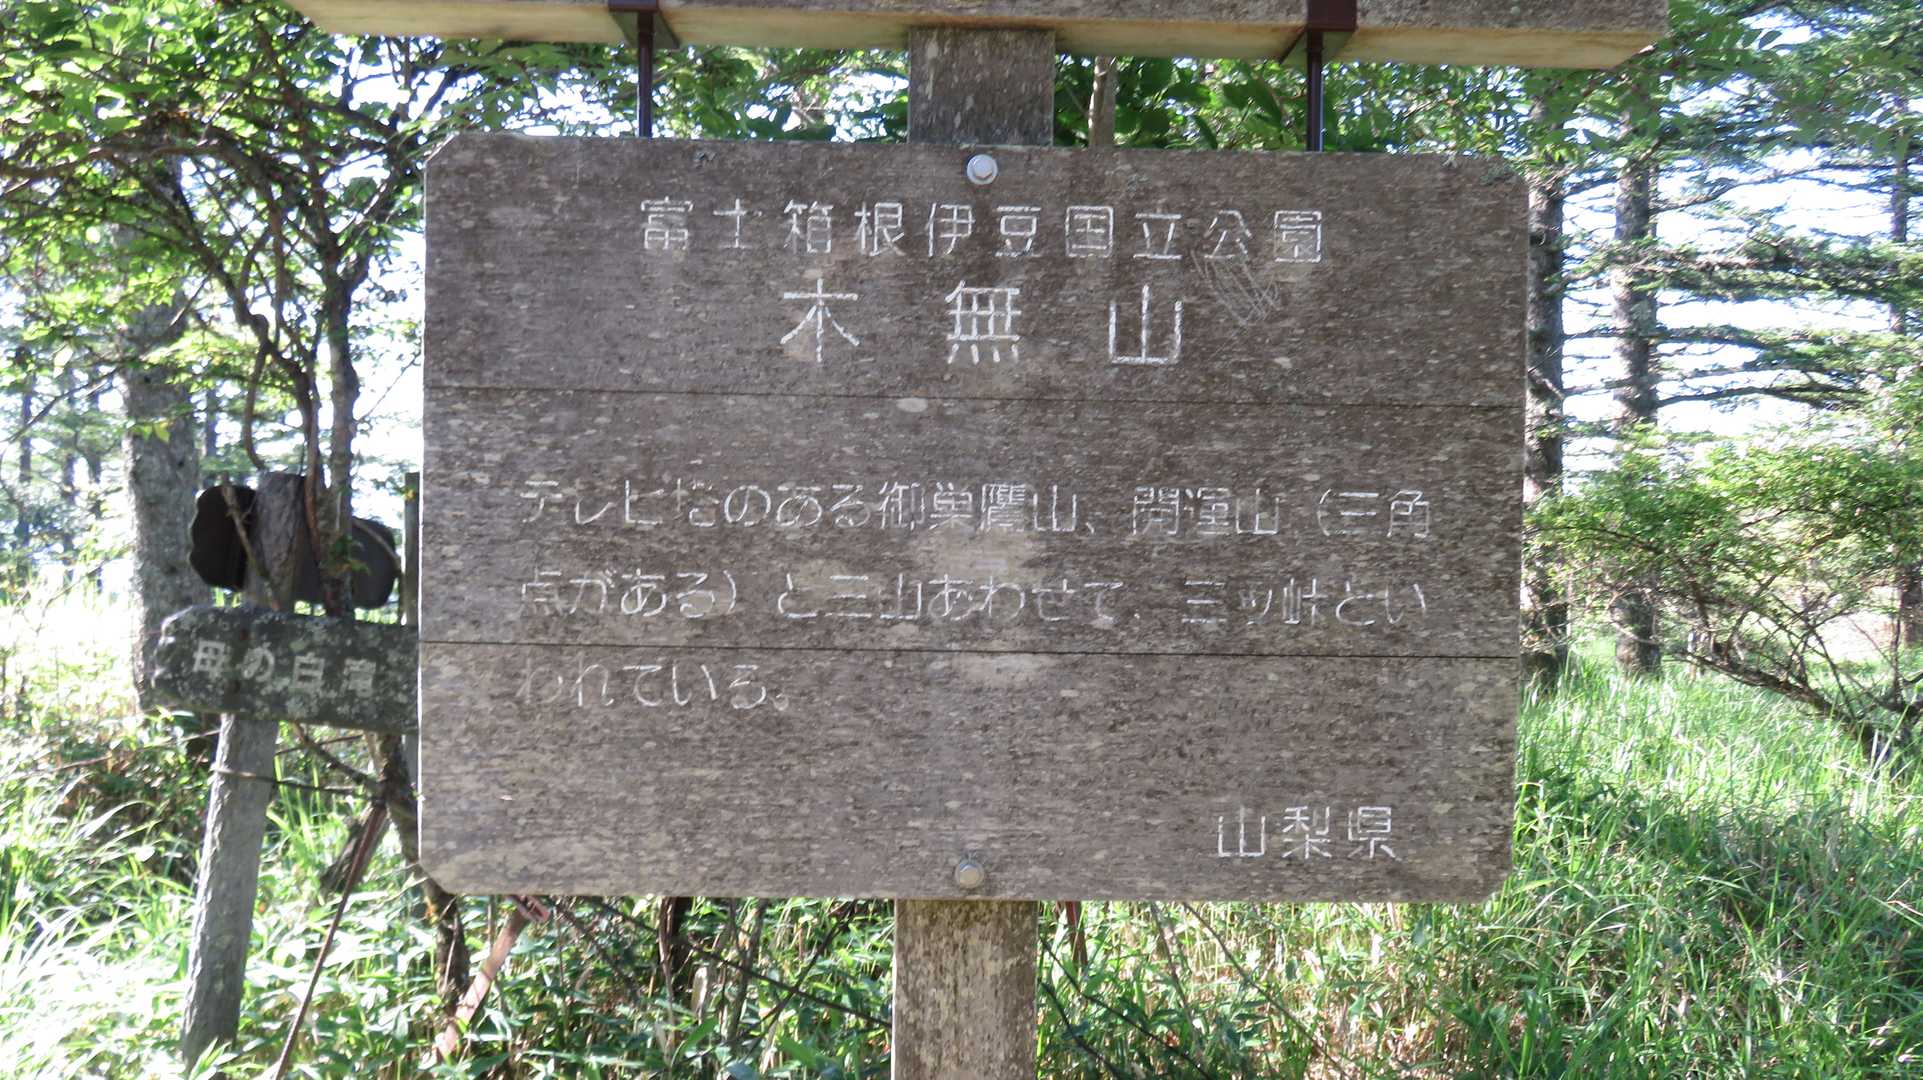 富士箱根伊豆国立公園
木無山
テレビ塔のある御巣鷹山、開運山（三角
点がある）と三山あわせて、三ッ峠とい
われている。
山梨県
母の白滝